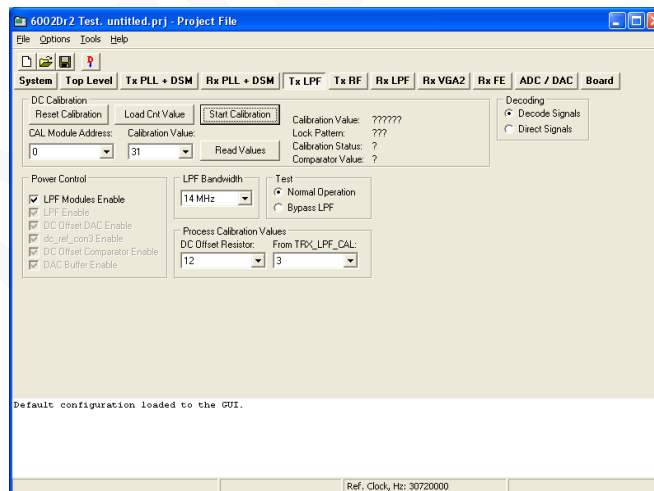 6002Dr2 Test. untitled.prj - Project File
File Options Tools Help
System Top Level Tx PLL + DSM Rx PLL + DSM Tx LPF Tx RF Rx LPF Rx VGA2 Rx FE ADC / DAC Board
DC Calibration
Reset Calibration Load Cnt Value Start Calibration
CAL Module Address: Calibration Value:
0 31 Read Values
Calibration Value: ??????
Lock Pattern: ???
Calibration Status: ?
Comparator Value: ?
Decoding
Decode Signals
Direct Signals
Power Control
LPF Modules Enable
LPF Enable
DC Offset DAC Enable
dc_ref_con3 Enable
DC Offset Comparator Enable
DAC Buffer Enable
LPF Bandwidth
14 MHz
Test
Normal Operation
Bypass LPF
Process Calibration Values
DC Offset Resistor: From TRX_LPF_CAL:
12 3
Default configuration loaded to the GUI.
Ref. Clock, Hz: 30720000